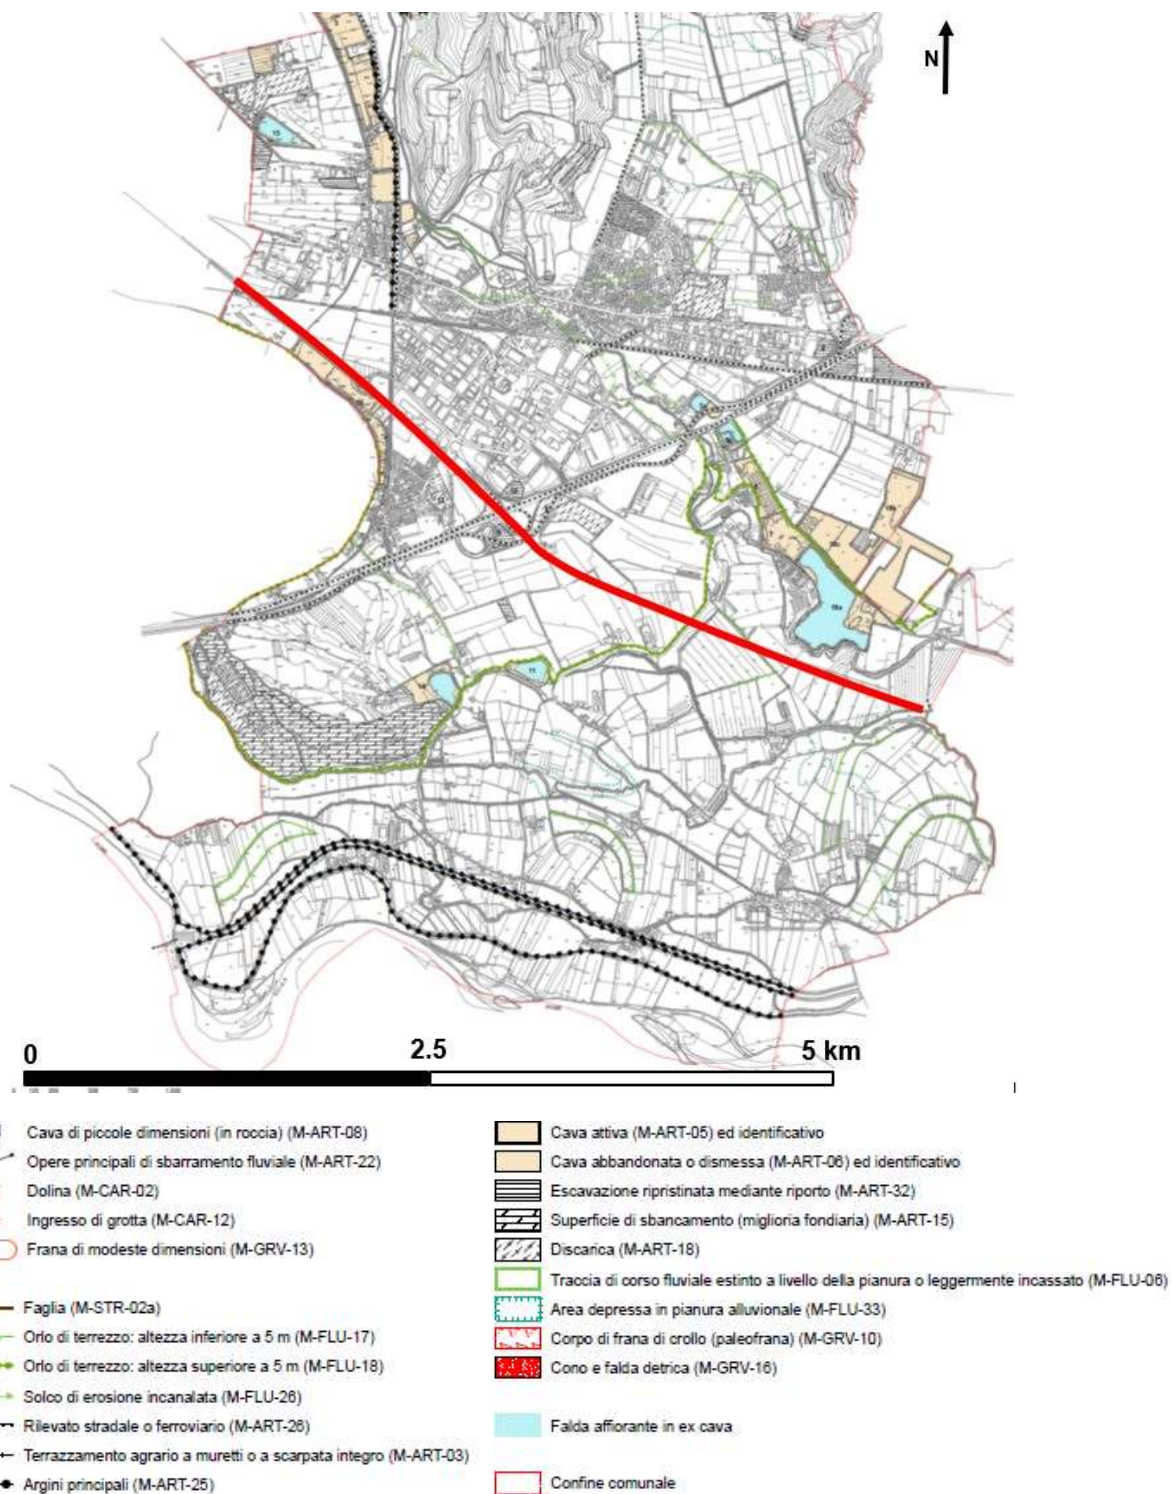 N
0
2.5
5 km
Cava di piccole dimensioni (in roccia) (M-ART-08)
Opere principali di sbarramento fluviale (M-ART-22)
Dolina (M-CAR-02)
Ingresso di grotta (M-CAR-12)
Frana di modeste dimensioni (M-GRV-13)
Faglia (M-STR-02a)
Orlo di terrezzo: altezza inferiore a 5 m (M-FLU-17)
Orlo di terrezzo: altezza superiore a 5 m (M-FLU-18)
Solco di erosione incanalata (M-FLU-26)
Rilevato stradale o ferroviario (M-ART-26)
Terrazzamento agrario a muretti o a scarpata integro (M-ART-03)
Argini principali (M-ART-25)
Cava attiva (M-ART-05) ed identificativo
Cava abbandonata o dismessa (M-ART-06) ed identificativo
Escavazione ripristinata mediante riporto (M-ART-32)
Superficie di sbancamento (miglioria fondiaria) (M-ART-15)
Discarica (M-ART-18)
Traccia di corso fluviale estinto a livello della pianura o leggermente incassato (M-FLU-06)
Area depressa in pianura alluvionale (M-FLU-33)
Corpo di frana di crollo (paleofrana) (M-GRV-10)
Cono e falda detrica (M-GRV-16)
Falda affiorante in ex cava
Confine comunale